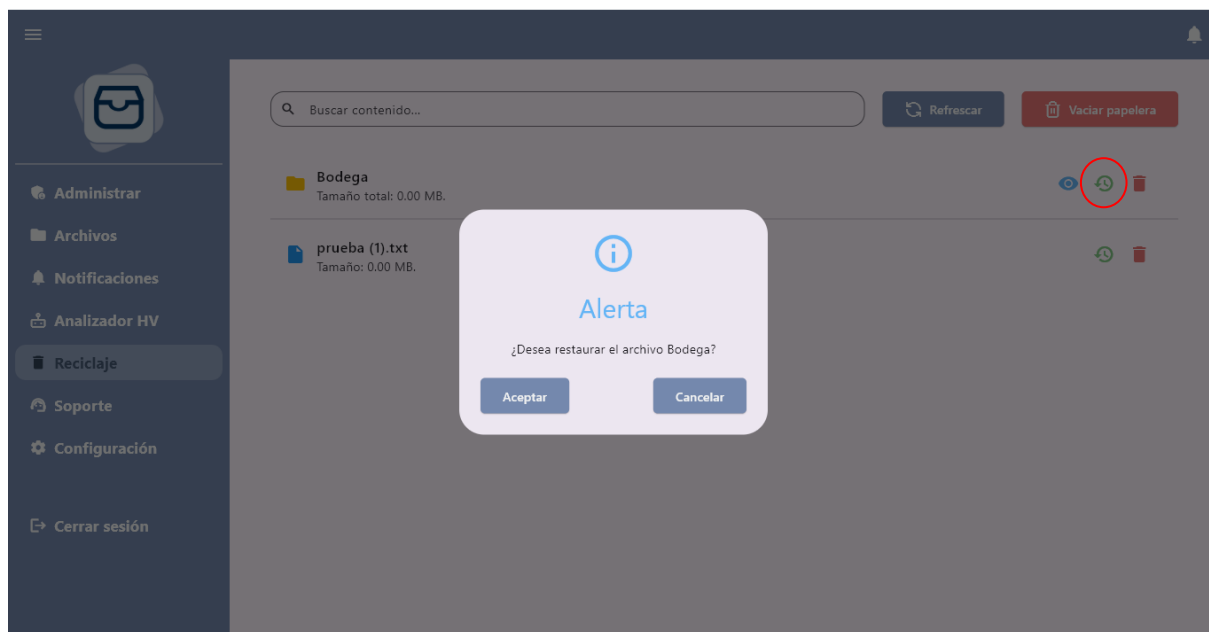 Buscar contenido...
Refrescar
Vaciar papelera
Administrar
Archivos
Notificaciones
Analizador HV
Reciclaje
Soporte
Configuración
Cerrar sesión
Bodega
Tamaño total: 0.00 MB.
prueba (1).txt
Tamaño: 0.00 MB.
Alerta
¿Desea restaurar el archivo Bodega?
Aceptar
Cancelar